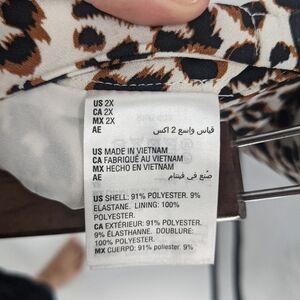 US 2X
CA 2X
MX 2X
AE قياس واسع 2 اكس
US MADE IN VIETNAM
CA FABRIQUÉ AU VIETNAM
MX HECHO EN VIETNAM
AE صنع في فيتنام
US SHELL: 91% POLYESTER. 9%
ELASTANE. LINING: 100%
POLYESTER.
CA EXTÉRIEUR: 91% POLYESTER.
9% ÉLASTHANNE. DOUBLURE:
100% POLYESTER.
MX CUERPO: 91% poliester. 9%